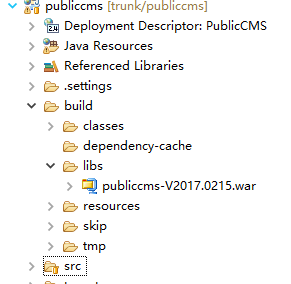 publiccms [trunk/publiccms]
Deployment Descriptor: PublicCMS
Java Resources
Referenced Libraries
.settings
build
classes
dependency-cache
libs
publiccms-V2017.0215.war
resources
skip
tmp
src